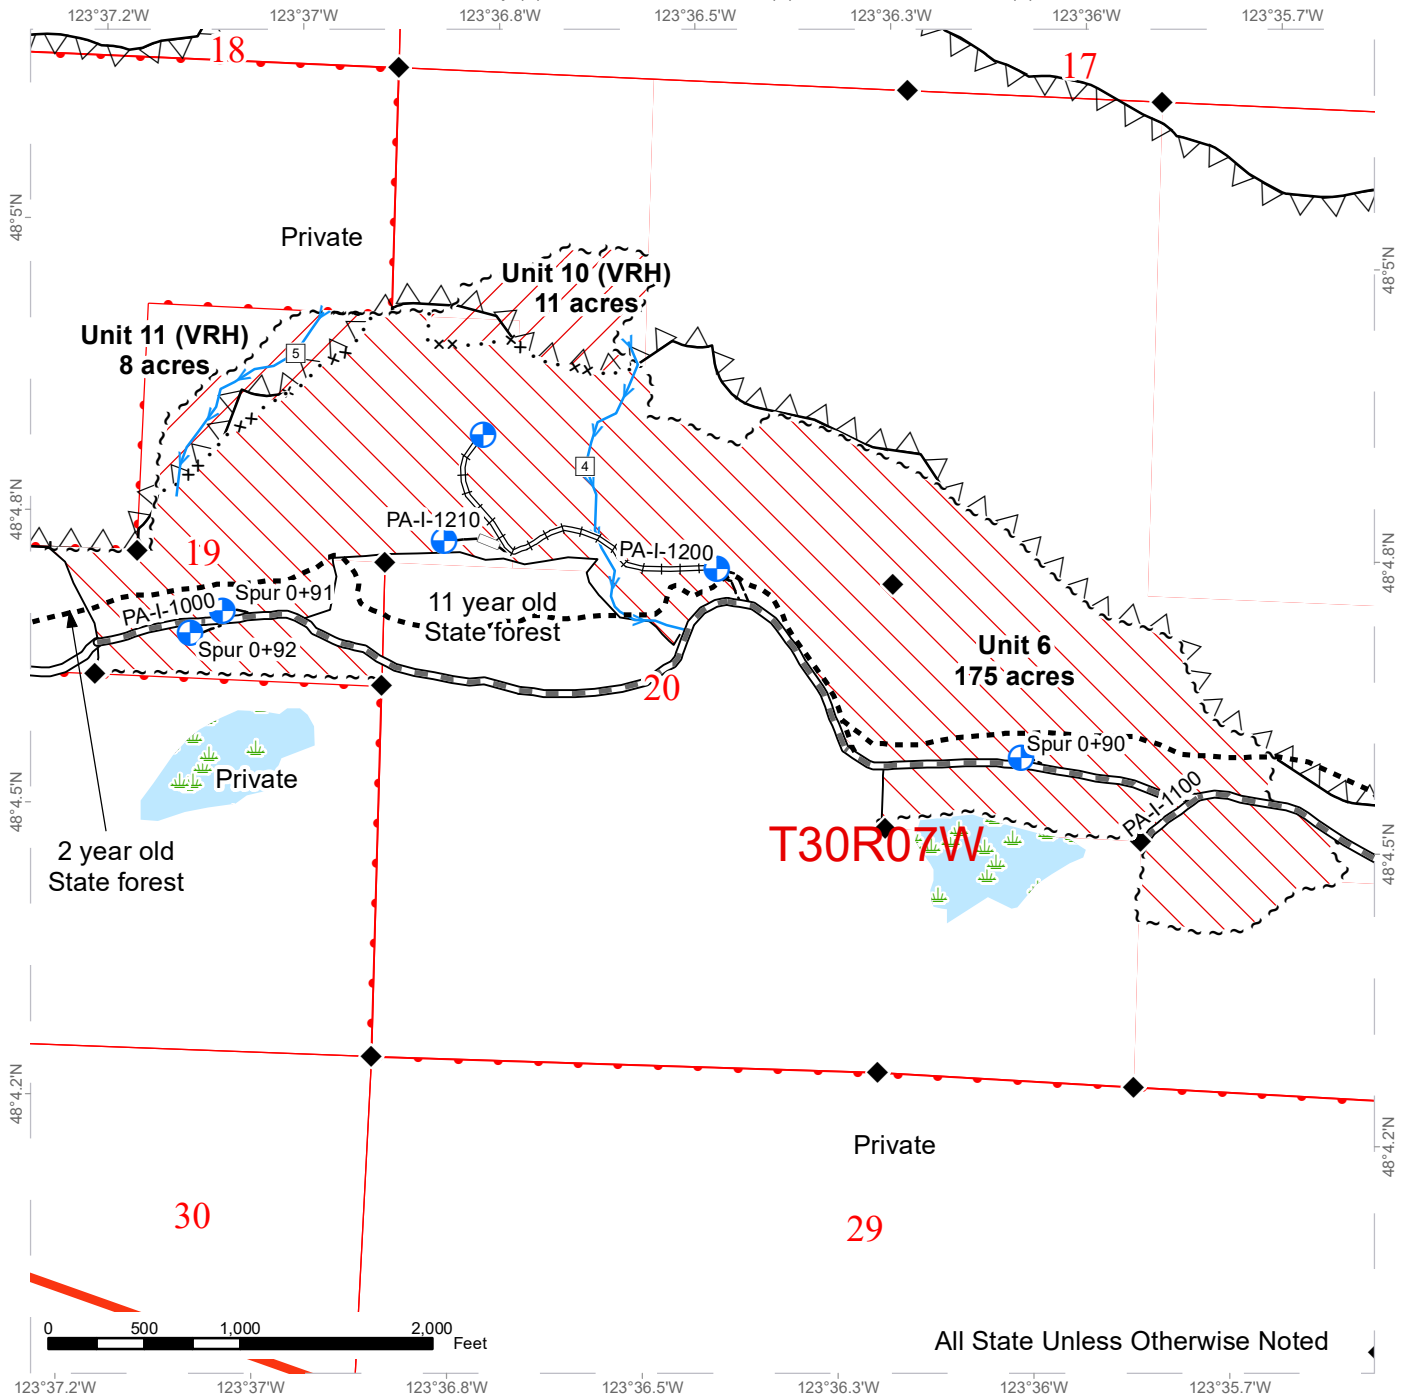 123°37.2'W 123°37'W 123°36.8'W 123°36.5'W 123°36.3'W 123°36'W 123°35.7'W
18
17
48°5'N
48°5'N
Private
Unit 10 (VRH)
11 acres
Unit 11 (VRH)
8 acres
5
4
48°4.8'N
48°4.8'N
PA-I-1210
PA-I-1200
19
Spur 0+91
PA-I-1000
Spur 0+92
11 year old
State forest
Unit 6
175 acres
20
Spur 0+90
Private
PA-I-1100
48°4.5'N
48°4.5'N
T30R07W
2 year old
State forest
48°4.2'N
48°4.2'N
Private
30
29
0 500 1,000 2,000
Feet
All State Unless Otherwise Noted
123°37.2'W 123°37'W 123°36.8'W 123°36.5'W 123°36.3'W 123°36'W 123°35.7'W